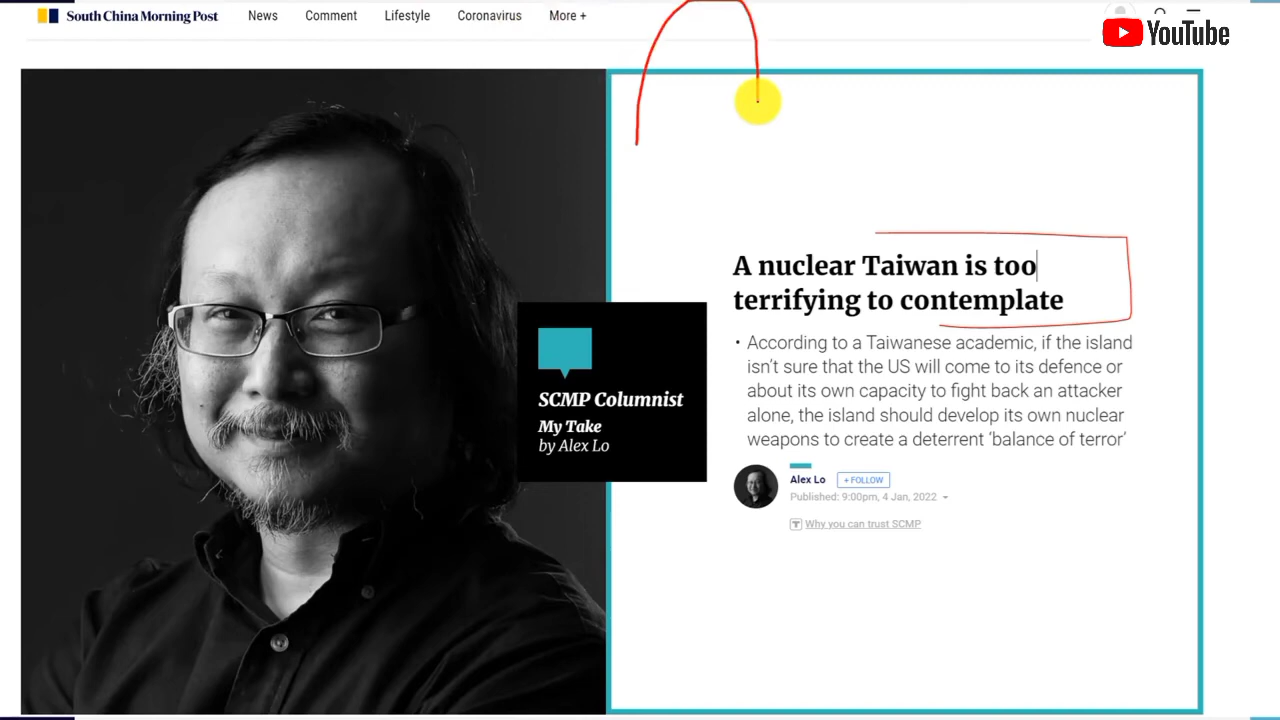 South China Morning Post
News
Comment
Lifestyle
Coronavirus
More +
YouTube
A nuclear Taiwan is too
terrifying to contemplate
• According to a Taiwanese academic, if the island
isn't sure that the US will come to its defence or
about its own capacity to fight back an attacker
alone, the island should develop its own nuclear
weapons to create a deterrent ‘balance of terror’
SCMP Columnist
My Take
by Alex Lo
Alex Lo
+ FOLLOW
Published: 9:00pm, 4 Jan, 2022
Why you can trust SCMP